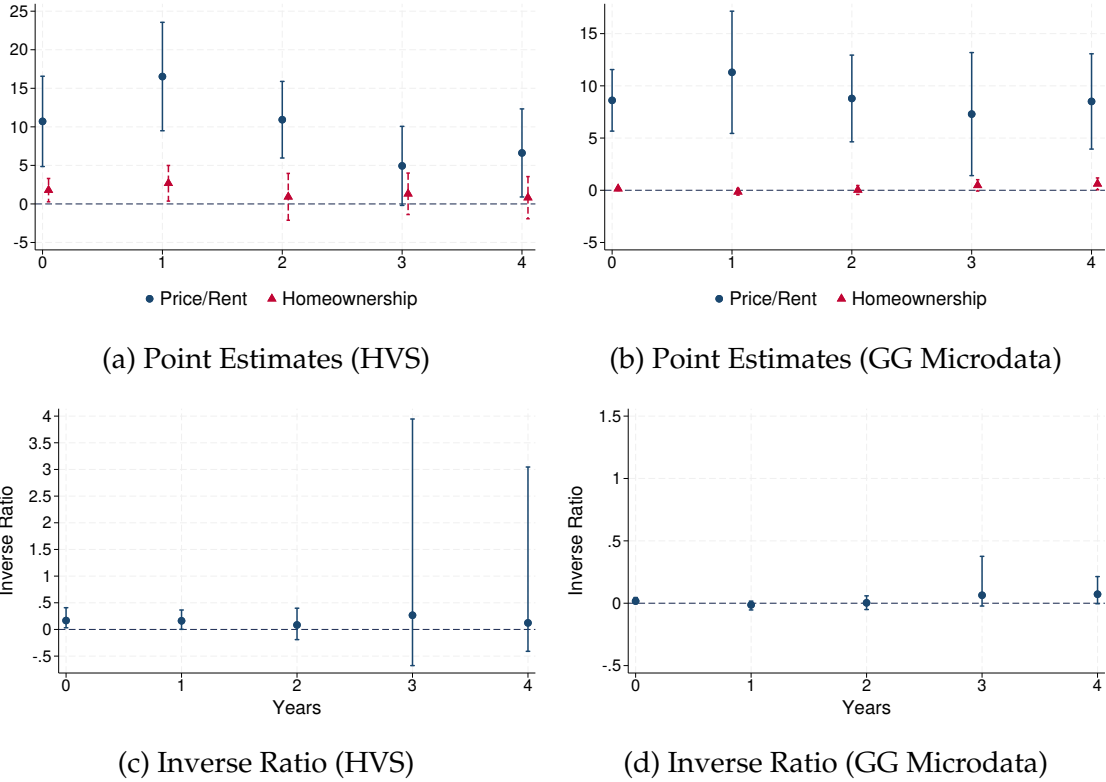 25
20
15
10
5
0
-5
0 1 2 3 4
● Price/Rent ▲ Homeownership
(a) Point Estimates (HVS)
15
10
5
0
-5
0 1 2 3 4
● Price/Rent ▲ Homeownership
(b) Point Estimates (GG Microdata)
Inverse Ratio
4
3.5
3
2.5
2
1.5
1
.5
0
-.5
0 1 2 3 4
Years
(c) Inverse Ratio (HVS)
Inverse Ratio
1.5
1
.5
0
-.5
0 1 2 3 4
Years
(d) Inverse Ratio (GG Microdata)